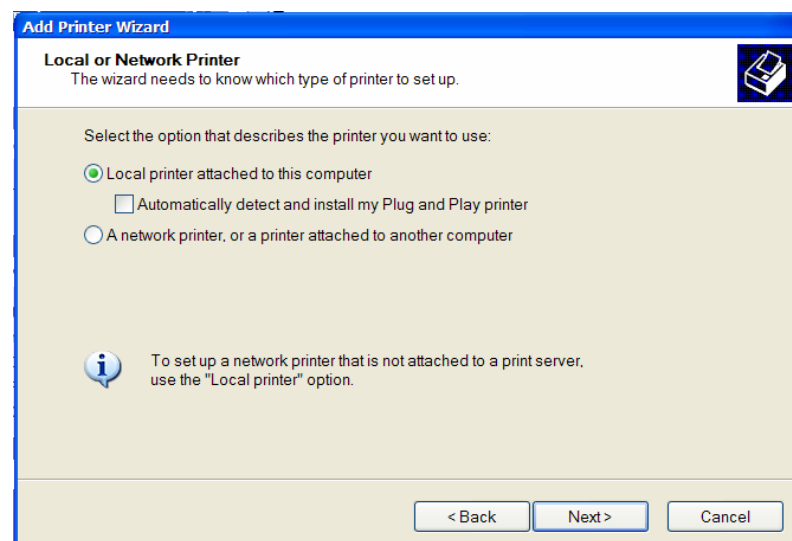 Add Printer Wizard
Local or Network Printer
The wizard needs to know which type of printer to set up.
Select the option that describes the printer you want to use:
Local printer attached to this computer
Automatically detect and install my Plug and Play printer
A network printer, or a printer attached to another computer
To set up a network printer that is not attached to a print server,
use the "Local printer" option.
< Back Next > Cancel